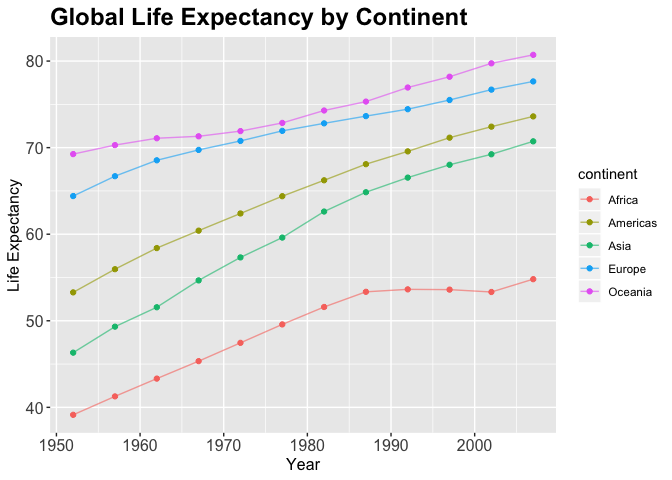 Global Life Expectancy by Continent
80
70
60
50
40
Life Expectancy
1950 1960 1970 1980 1990 2000
Year
continent
Africa
Americas
Asia
Europe
Oceania